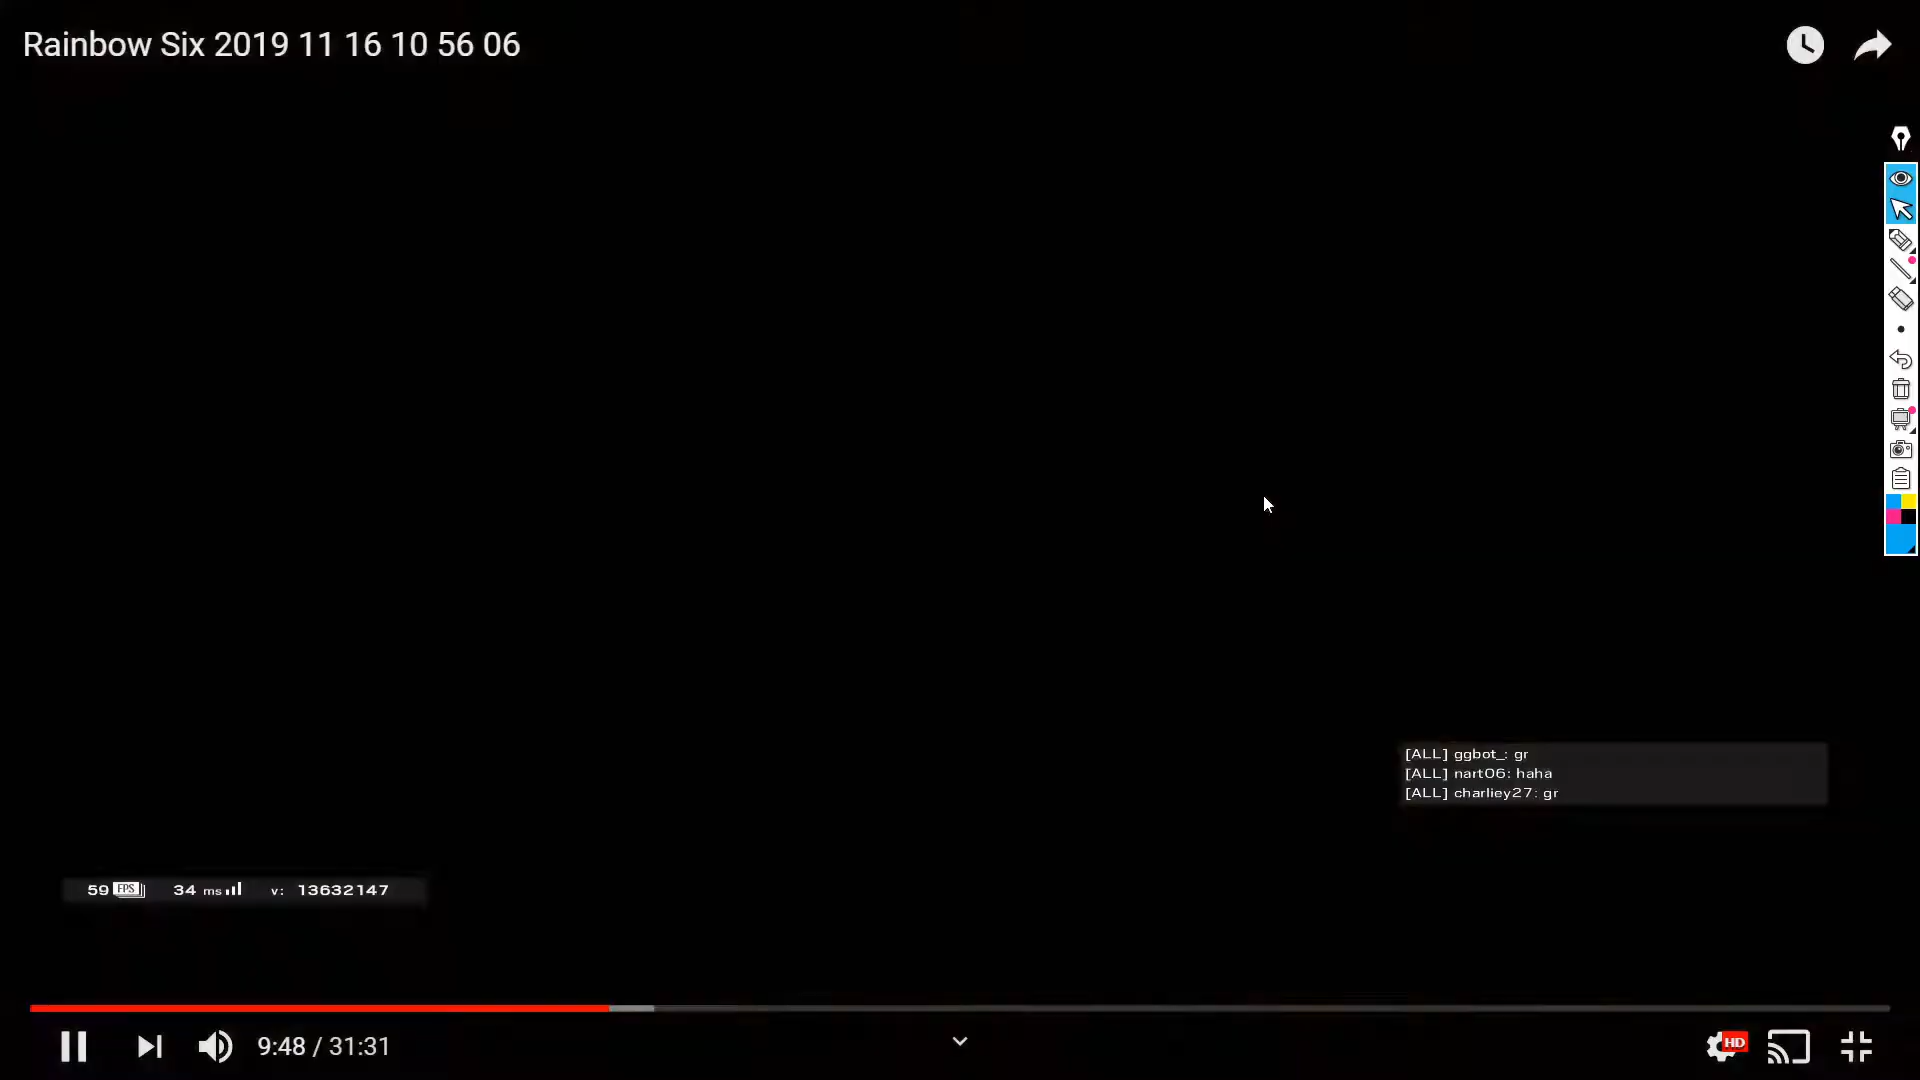 Rainbow Six 2019 11 16 10 56 06
[ALL] ggbot_: gr
[ALL] nart06: haha
[ALL] charliey27: gr
59 FPS 34 ms v: 13632147
9:48 / 31:31
HD